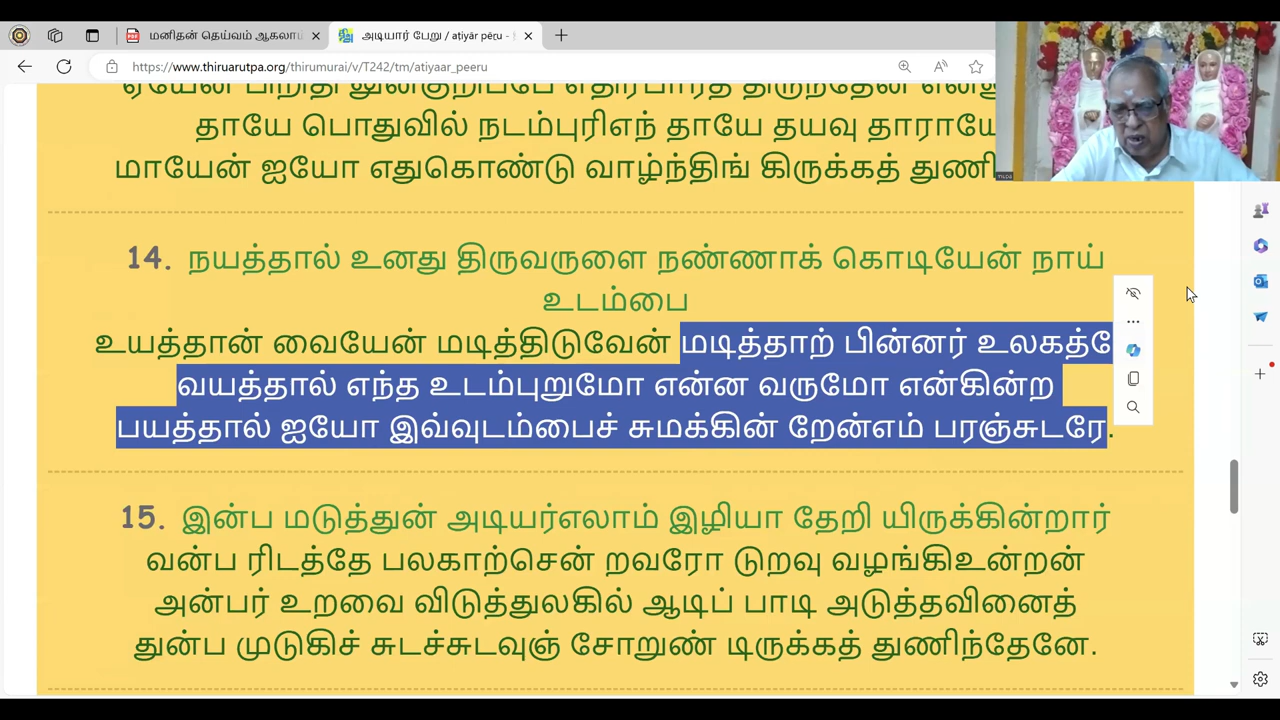 மனிதன் தெய்வம் ஆகலாம்
அடியார் பேறு / aṭiyār pēṟu -
https://www.thiruarutpa.org/thirumurai/v/T242/tm/atiyaar_peeru
தாயே பொதுவில் நடம்புரிஎந் தாயே தயவு தாராயே
மாயேன் ஐயோ எதுகொண்டு வாழ்ந்திங் கிருக்கத் துணி
14. நயத்தால் உனது திருவருளை நண்ணாக் கொடியேன் நாய்
உடம்பை
உயத்தான் வையேன் மடித்திடுவேன் மடித்தாற் பின்னர் உலகத்தே
வயத்தால் எந்த உடம்புறுமோ என்ன வருமோ என்கின்ற
பயத்தால் ஐயோ இவ்வுடம்பைச் சுமக்கின் றேன்எம் பரஞ்சுடரே.
15. இன்ப மடுத்துன் அடியர்எலாம் இழியா தேறி யிருக்கின்றார்
வன்ப ரிடத்தே பலகாற்சென் றவரோ டுறவு வழங்கிஉன்றன்
அன்பர் உறவை விடுத்துலகில் ஆடிப் பாடி அடுத்தவினைத்
துன்ப முடுகிச் சுடச்சுடவுஞ் சோறுண் டிருக்கத் துணிந்தேனே.